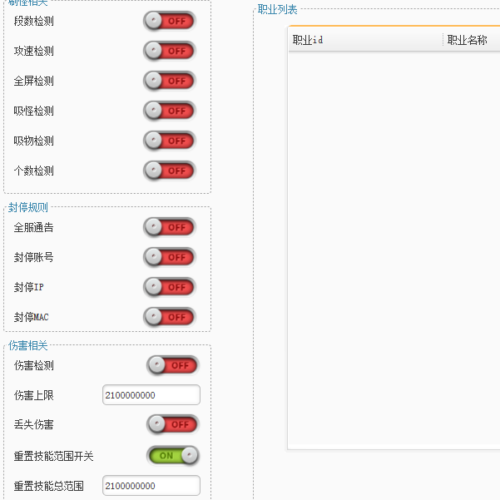 刷怪相关
段数检测 OFF
攻速检测 OFF
全屏检测 OFF
吸怪检测 OFF
吸物检测 OFF
个数检测 OFF
封停规则
全服通告 OFF
封停账号 OFF
封停IP OFF
封停MAC OFF
伤害相关
伤害检测 OFF
伤害上限 2100000000
丢失伤害 OFF
重置技能范围开关 ON
重置技能总范围 2100000000
职业列表
职业id 职业名称